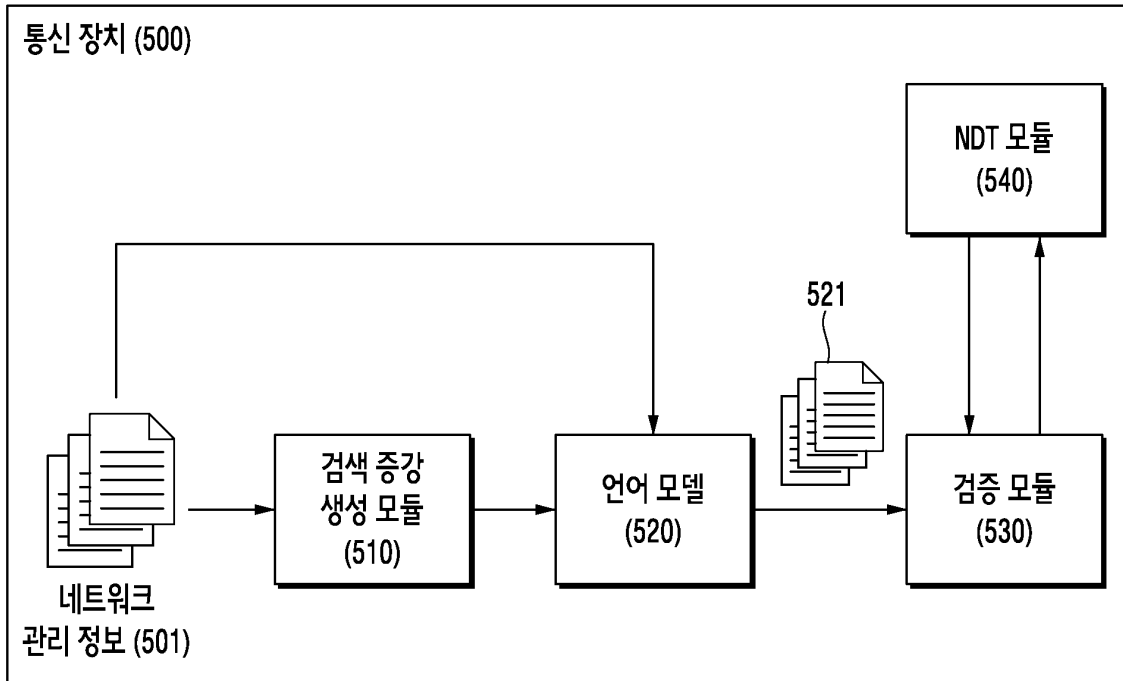 통신 장치 (500)
NDT 모듈
(540)
521
검색 증강
생성 모듈
(510)
언어 모델
(520)
검증 모듈
(530)
네트워크
관리 정보 (501)